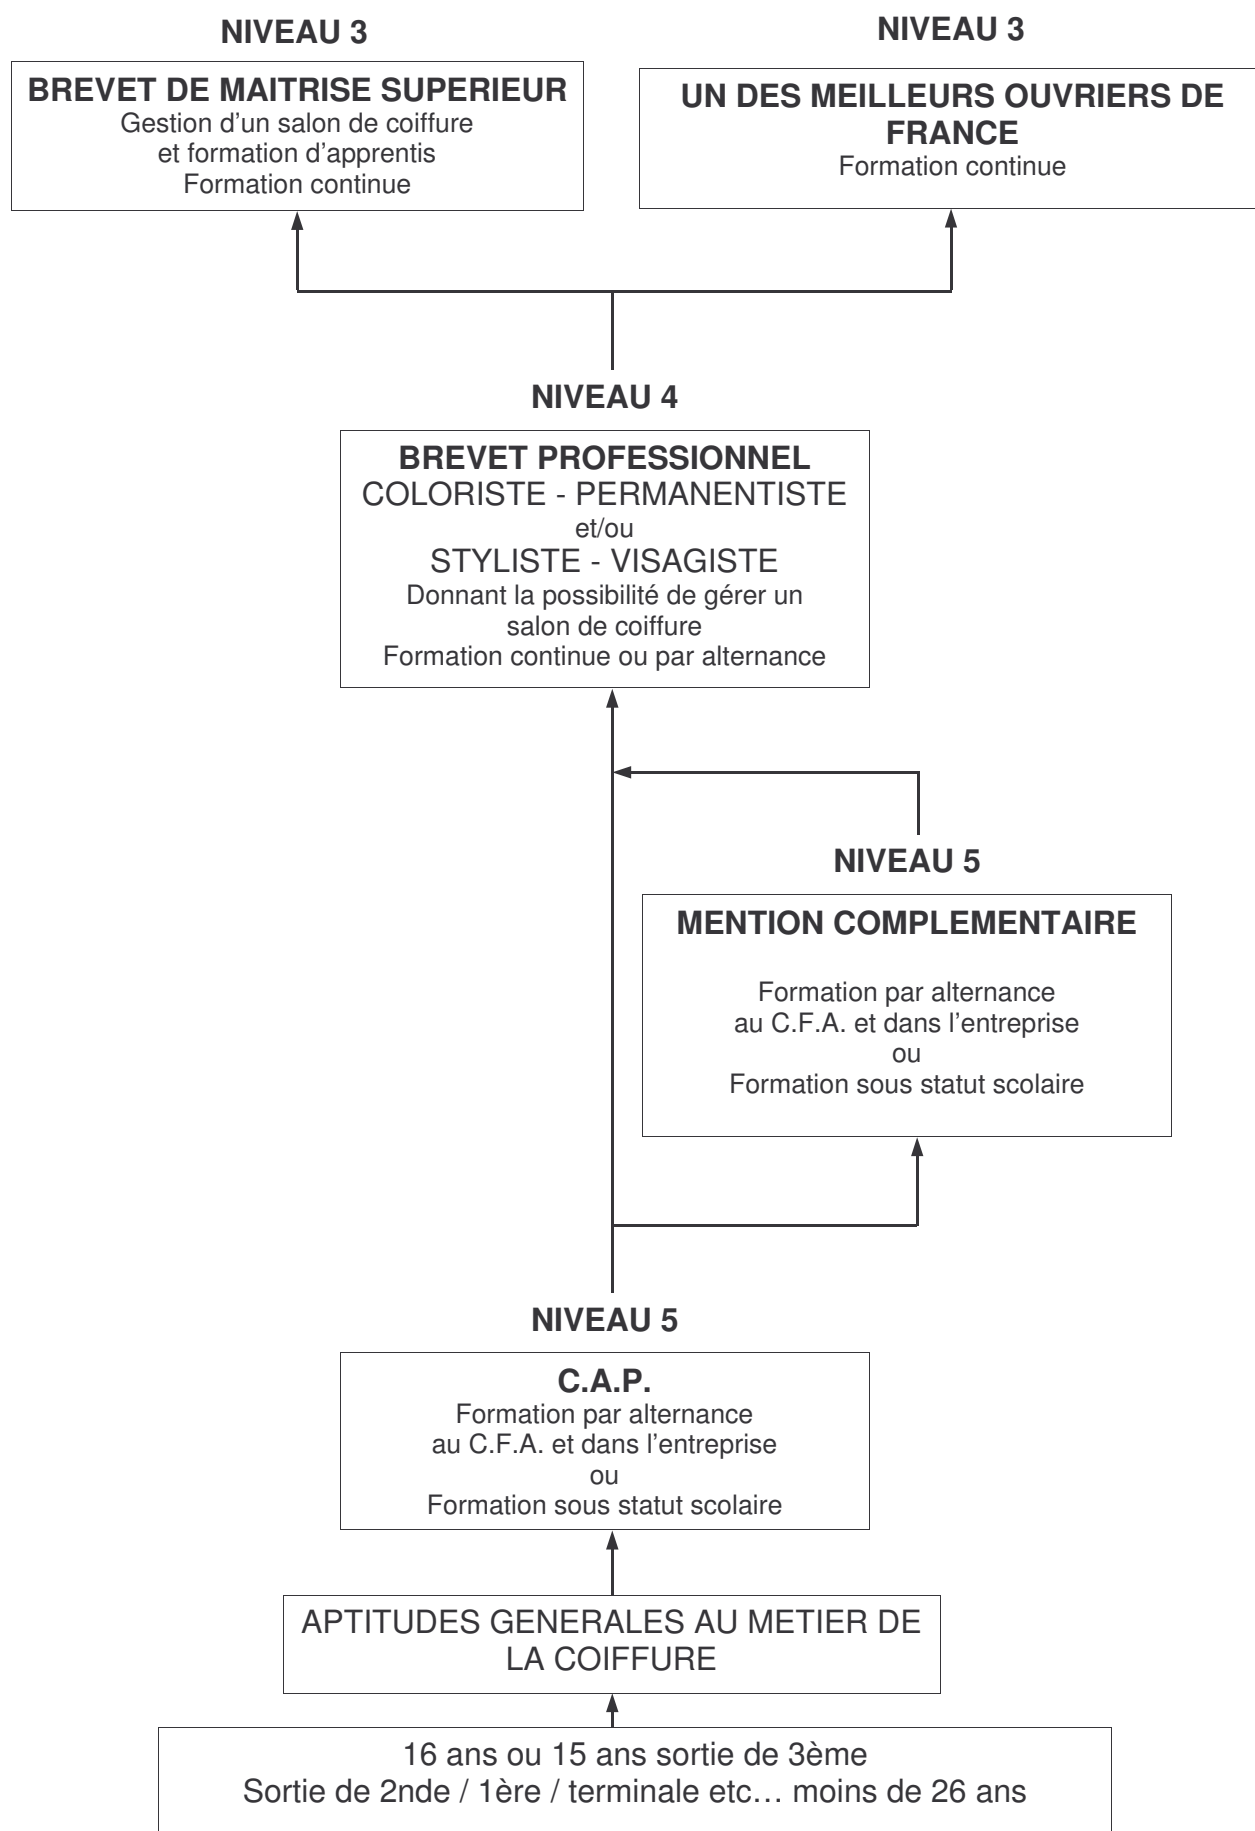 NIVEAU 3
BREVET DE MAITRISE SUPERIEUR
Gestion d'un salon de coiffure
et formation d'apprentis
Formation continue
NIVEAU 3
UN DES MEILLEURS OUVRIERS DE
FRANCE
Formation continue
NIVEAU 4
BREVET PROFESSIONNEL
COLORISTE - PERMANENTISTE
et/ou
STYLISTE - VISAGISTE
Donnant la possibilité de gérer un
salon de coiffure
Formation continue ou par alternance
NIVEAU 5
MENTION COMPLEMENTAIRE
Formation par alternance
au C.F.A. et dans l'entreprise
ou
Formation sous statut scolaire
NIVEAU 5
C.A.P.
Formation par alternance
au C.F.A. et dans l'entreprise
ou
Formation sous statut scolaire
APTITUDES GENERALES AU METIER DE
LA COIFFURE
16 ans ou 15 ans sortie de 3ème
Sortie de 2nde / 1ère / terminale etc… moins de 26 ans